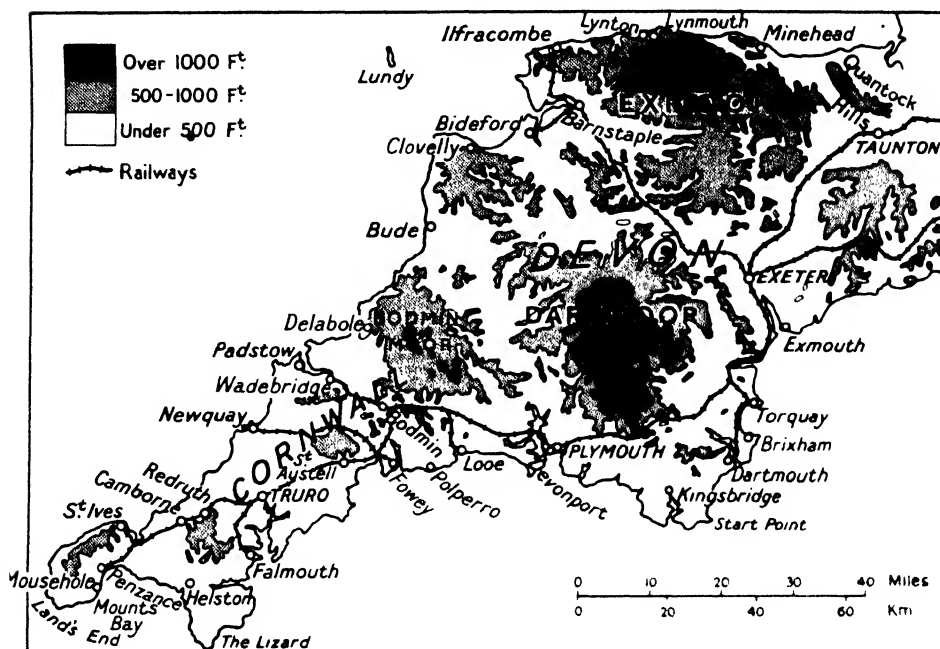 Over 1000 Ft.
500-1000 Ft.
Under 500 Ft.
Railways
Lundy
Ilfracombe
Lynton
Lynmouth
Minehead
Quantock
Hills
Bideford
Barnstaple
Clovelly
TAUNTON
Bude
DEVON
EXETER
Exmouth
Delabole
BODMIN
MOOR
DARTMOOR
Padstow
Wadebridge
Newquay
CORNWALL
Bodmin
St.
Austell
Looe
PLYMOUTH
Torquay
Brixham
Dartmouth
Kingsbridge
Start Point
Devonport
Polperro
Fowey
Redruth
Camborne
TRURO
St. Ives
Falmouth
Mousehole
Penzance
Helston
Mounts
Bay
Land's End
The Lizard
0 10 20 30 40 Miles
0 20 40 60 Km